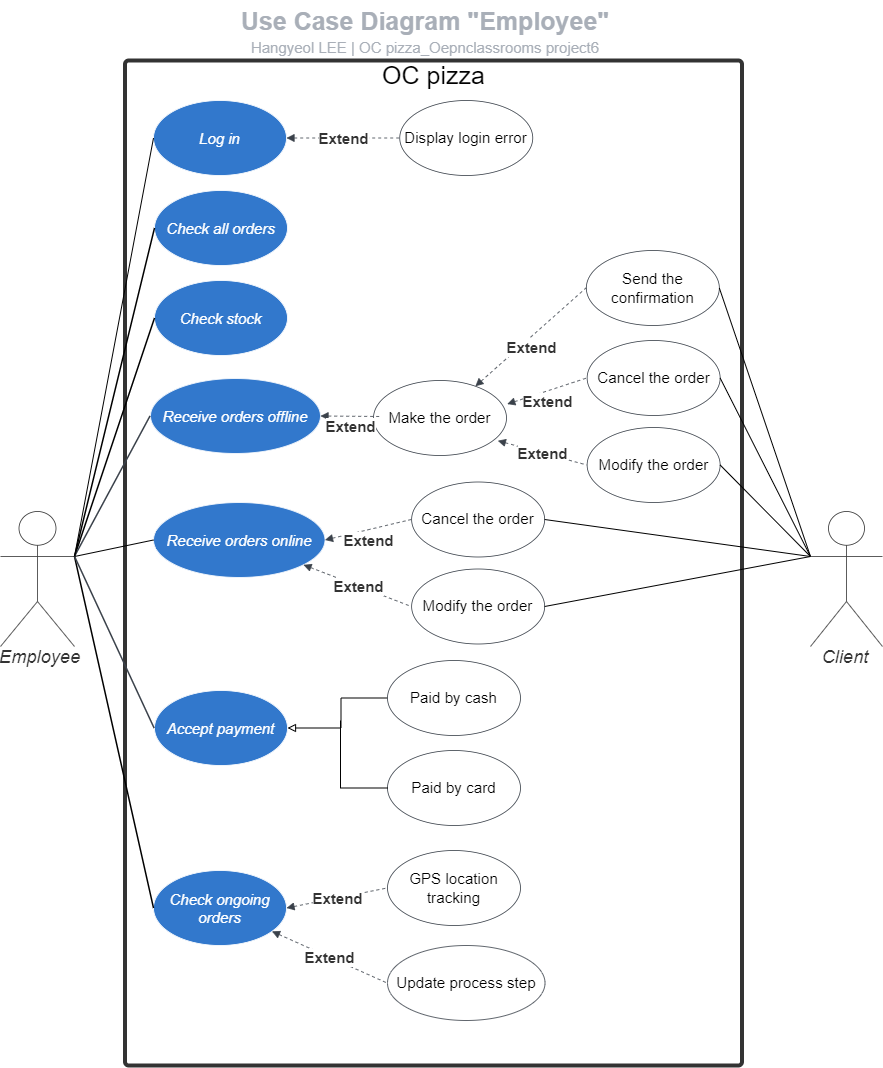 Use Case Diagram "Employee"
Hangyeol LEE | OC pizza_Oepnclassrooms project6
OC pizza
Log in
Extend
Display login error
Check all orders
Check stock
Send the
confirmation
Extend
Cancel the order
Extend
Receive orders offline
Extend
Make the order
Extend
Modify the order
Receive orders online
Extend
Cancel the order
Extend
Modify the order
Employee
Client
Accept payment
Paid by cash
Paid by card
Check ongoing
orders
Extend
GPS location
tracking
Extend
Update process step